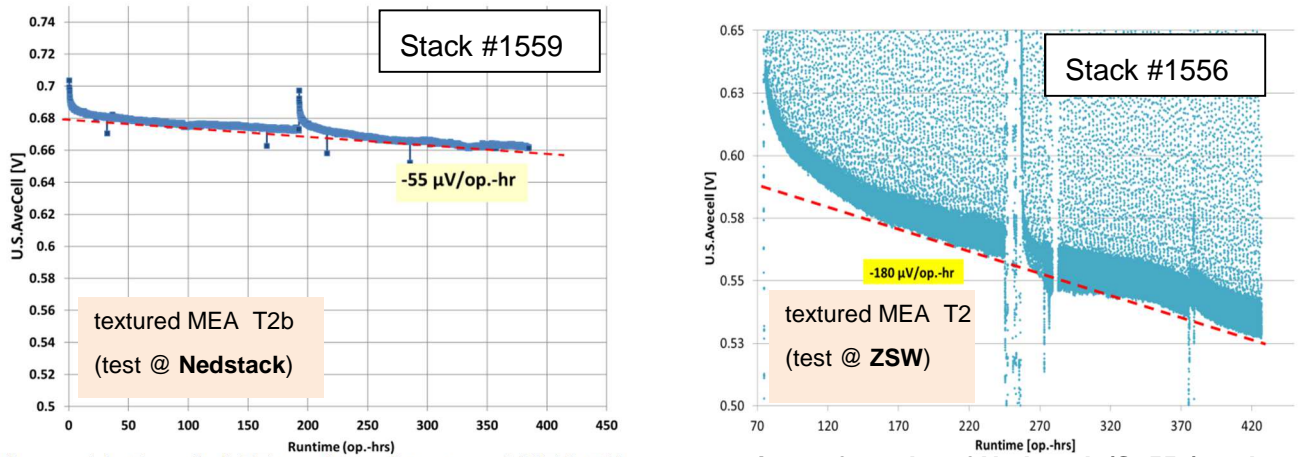 0.74
0.72
0.7
0.68
0.66
0.64
0.62
0.6
0.58
0.56
0.54
0.52
0.5
U.S.AveCell [V]
Stack #1559
-55 µV/op.-hr
textured MEA T2b
(test @ Nedstack)
0 50 100 150 200 250 300 350 400 450
Runtime (op.-hrs)
0.65
0.63
0.60
0.58
0.55
0.53
0.50
U.S.Avecell [V]
Stack #1556
-180 µV/op.-hr
textured MEA T2
(test @ ZSW)
70 120 170 220 270 320 370 420
Runtime [op.-hrs]